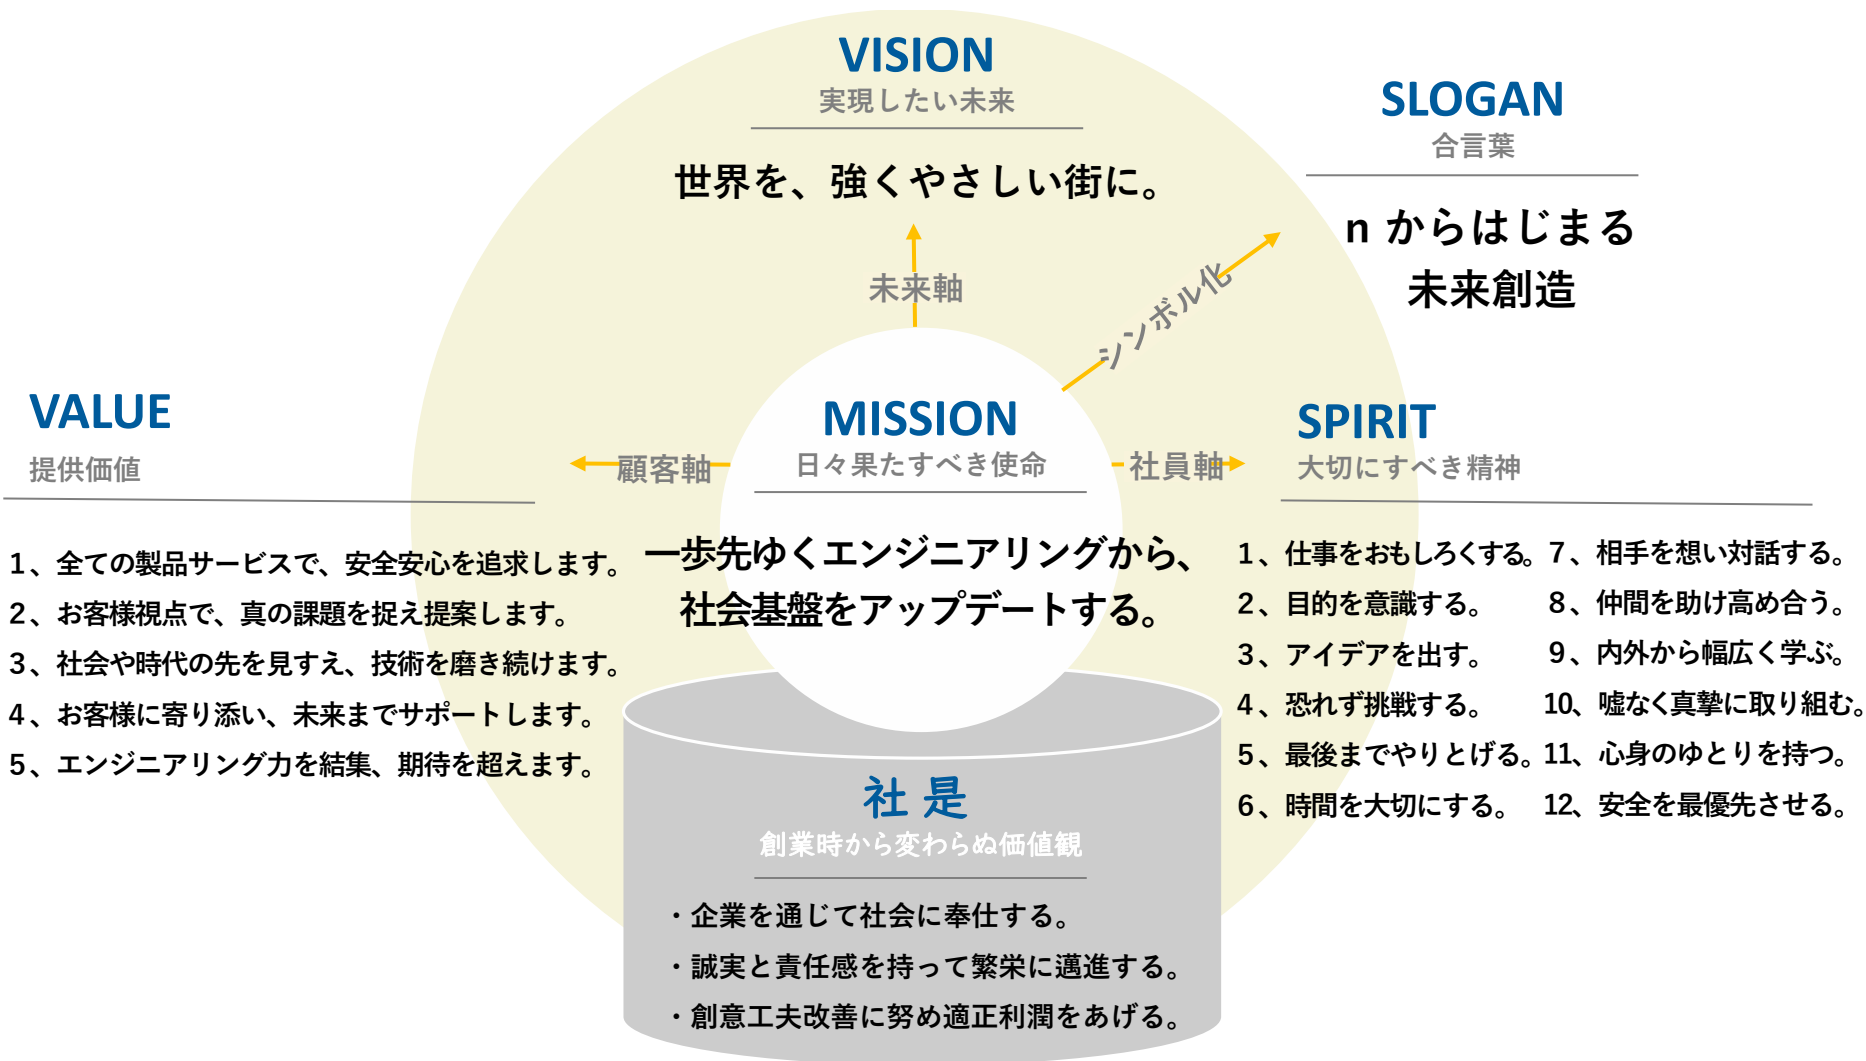 VISION
実現したい未来
世界を、強くやさしい街に。
SLOGAN
合言葉
n からはじまる
未来創造
未来軸
シンボル化
VALUE
提供価値
顧客軸
1、全ての製品サービスで、安全安心を追求します。
2、お客様視点で、真の課題を捉え提案します。
3、社会や時代の先を見すえ、技術を磨き続けます。
4、お客様に寄り添い、未来までサポートします。
5、エンジニアリング力を結集、期待を超えます。
MISSION
日々果たすべき使命
一歩先ゆくエンジニアリングから、
社会基盤をアップデートする。
社員軸
SPIRIT
大切にすべき精神
1、仕事をおもしろくする。
2、目的を意識する。
3、アイデアを出す。
4、恐れず挑戦する。
5、最後までやりとげる。
6、時間を大切にする。
7、相手を想い対話する。
8、仲間を助け高め合う。
9、内外から幅広く学ぶ。
10、嘘なく真摯に取り組む。
11、心身のゆとりを持つ。
12、安全を最優先させる。
社是
創業時から変わらぬ価値観
・企業を通じて社会に奉仕する。
・誠実と責任感を持って繁栄に邁進する。
・創意工夫改善に努め適正利潤をあげる。